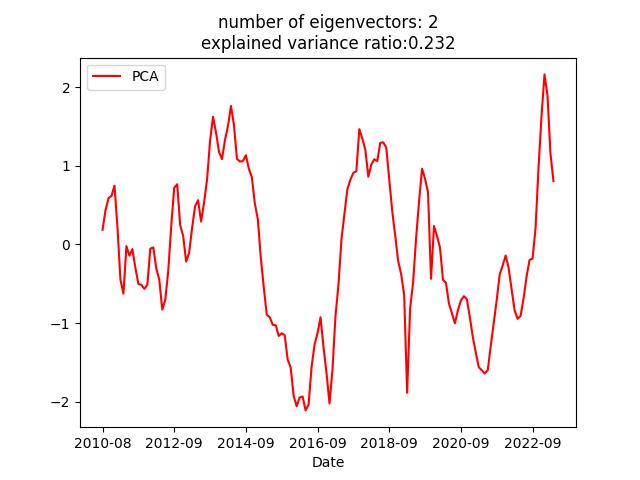 number of eigenvectors: 2
explained variance ratio:0.232
PCA
2
1
0
−1
−2
2010-08 2012-09 2014-09 2016-09 2018-09 2020-09 2022-09
Date